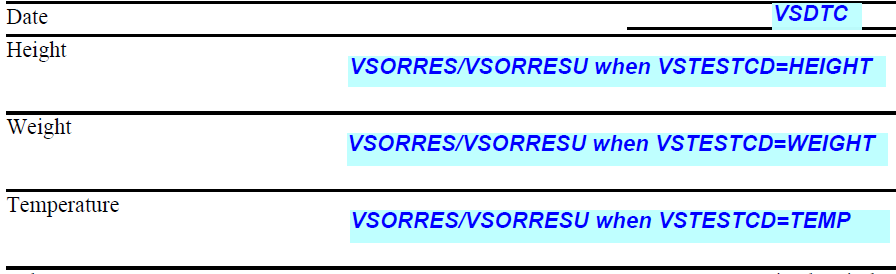 Date VSDTC
Height
VSORRES/VSORRESU when VSTESTCD=HEIGHT
Weight
VSORRES/VSORRESU when VSTESTCD=WEIGHT
Temperature
VSORRES/VSORRESU when VSTESTCD=TEMP